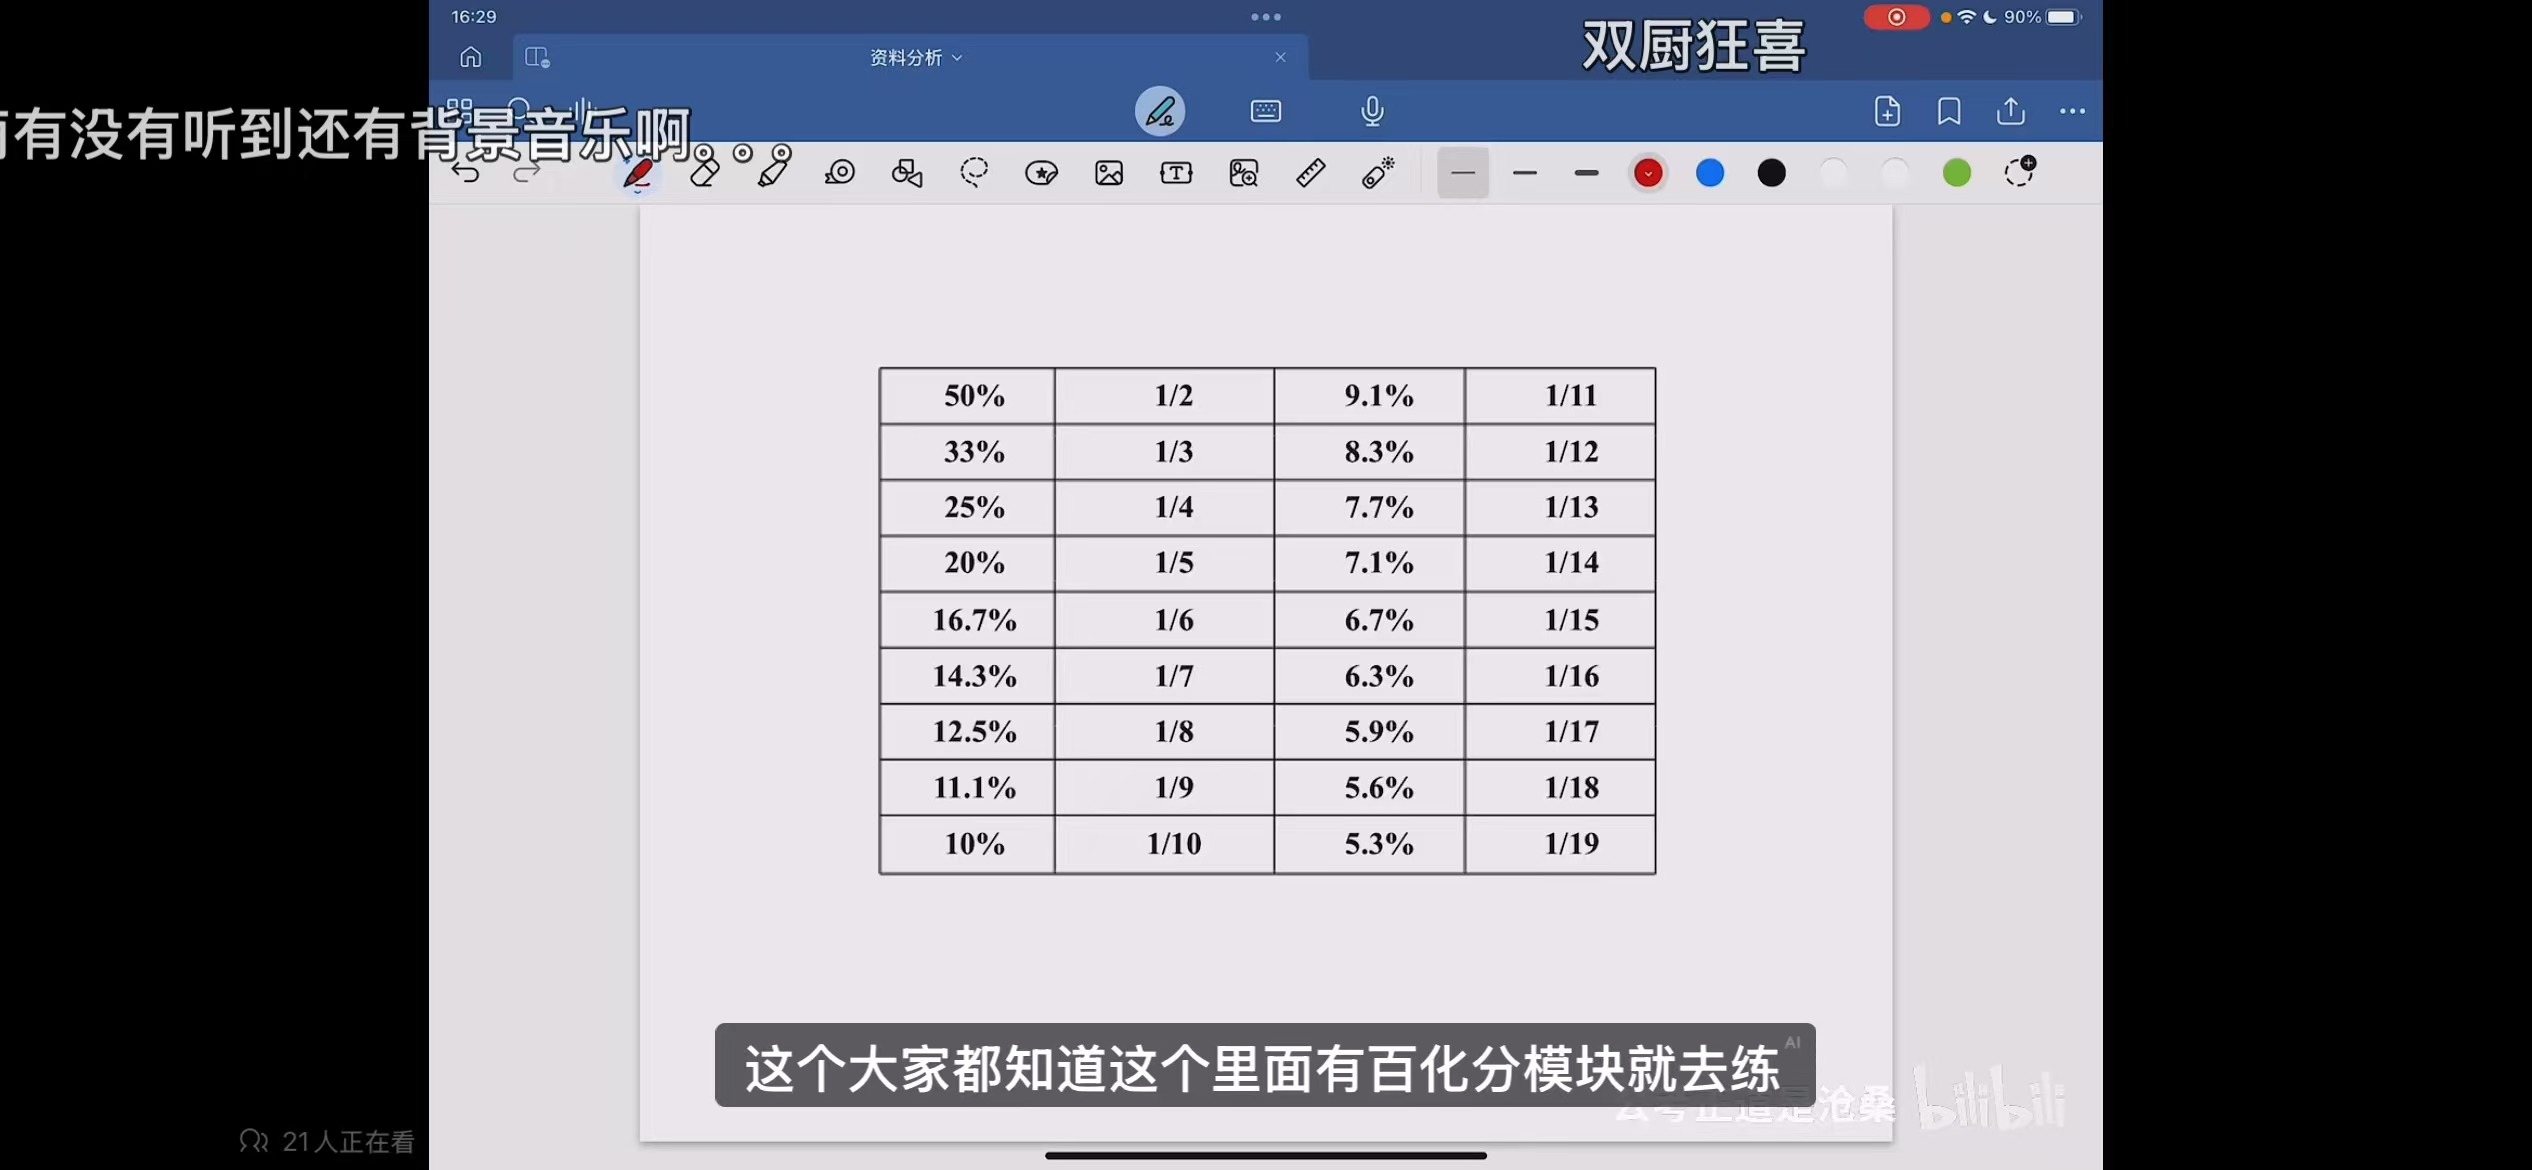 16:29
90%
双厨狂喜
资料分析
有没有听到还有背景音乐啊。。。
50% 1/2 9.1% 1/11
33% 1/3 8.3% 1/12
25% 1/4 7.7% 1/13
20% 1/5 7.1% 1/14
16.7% 1/6 6.7% 1/15
14.3% 1/7 6.3% 1/16
12.5% 1/8 5.9% 1/17
11.1% 1/9 5.6% 1/18
10% 1/10 5.3% 1/19
AI
这个大家都知道这个里面有百化分模块就去练
公考正道是沧桑 bilibili
21人正在看